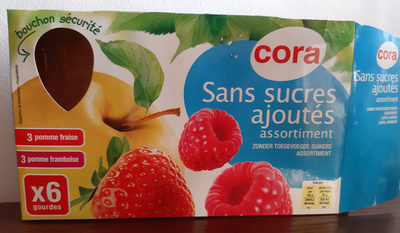 bouchon sécurité
cora
Sans sucres
ajoutés
assortiment
ZONDER TOEGEVOEGDE SUIKERS
ASSORTIMENT
3 pomme fraise
3 pomme framboise
x6
gourdes
cora
Sans sucres
ajoutés